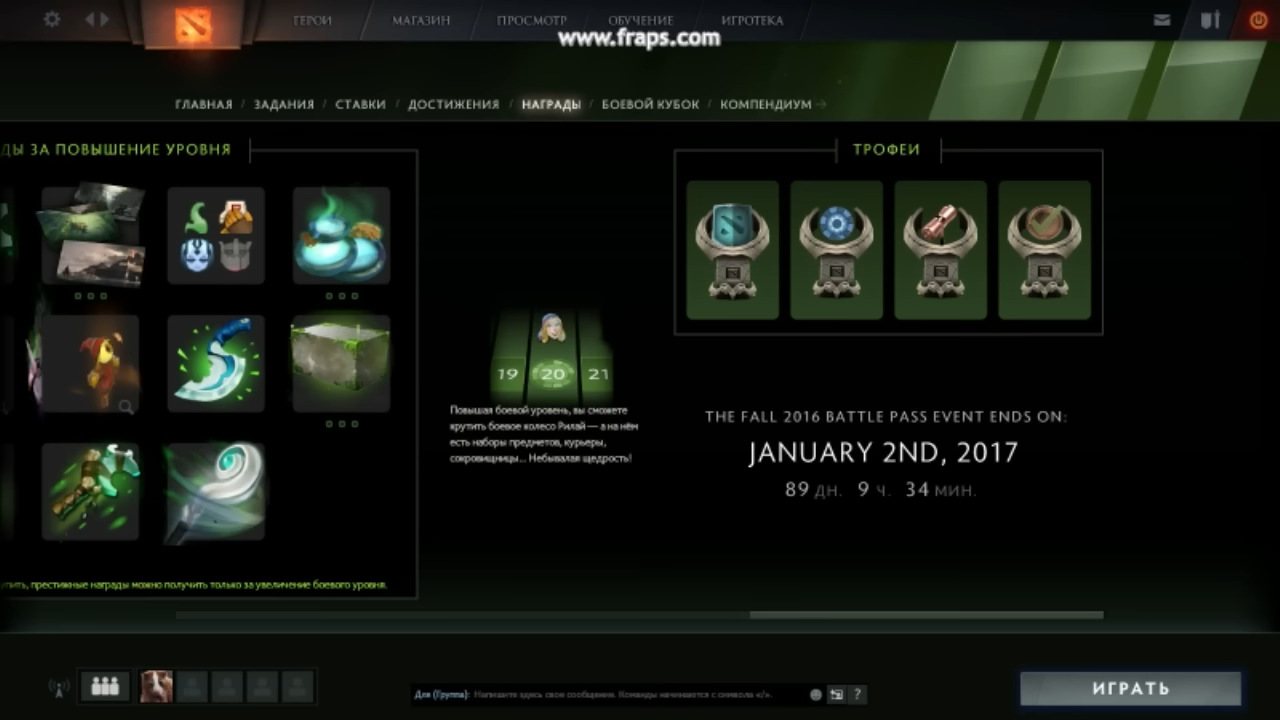 ГЕРОИ МАГАЗИН ПРОСМОТР ОБУЧЕНИЕ ИГРОТЕКА
www.fraps.com
ГЛАВНАЯ / ЗАДАНИЯ / СТАВКИ / ДОСТИЖЕНИЯ / НАГРАДЫ / БОЕВОЙ КУБОК / КОМПЕНДИУМ
ДЫ ЗА ПОВЫШЕНИЕ УРОВНЯ
ТРОФЕИ
19 20 21
Повышая боевой уровень, вы сможете
крутить боевое колесо Рилай — а на нём
есть наборы предметов, курьеры,
сокровищницы... Небывалая щедрость!
THE FALL 2016 BATTLE PASS EVENT ENDS ON:
JANUARY 2ND, 2017
89 ДН. 9 Ч. 34 МИН.
престижные награды можно получить только за увеличение боевого уровня.
Для (Группа): Напишите здесь свое сообщение. Команды начинаются с символа «/».
?
ИГРАТЬ